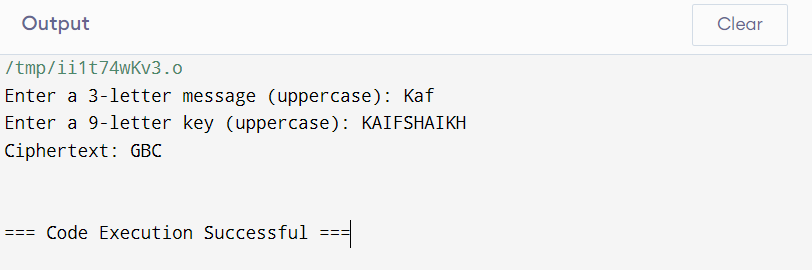 Output
Clear
/tmp/ii1t74wKv3.o
Enter a 3-letter message (uppercase): Kaf
Enter a 9-letter key (uppercase): KAIFSHAIKH
Ciphertext: GBC
=== Code Execution Successful ===